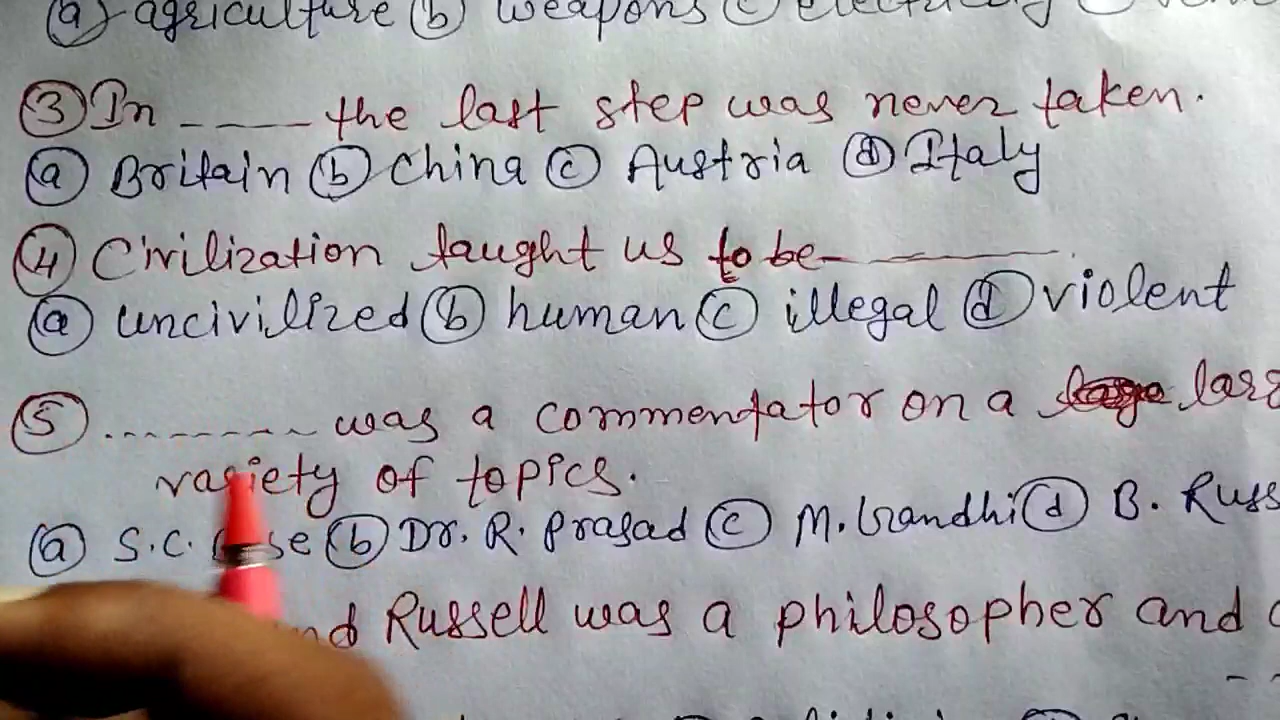 (a) agriculture (b) weapons (c)
(3) In ____ the last step was never taken.
(a) Britain (b) China (c) Austria (d) Italy
(4) Civilization taught us to be _______.
(a) uncivilized (b) human (c) illegal (d) violent
(5) ........ was a commentator on a
variety of topics.
(a) S.C. (b) Dr. R. Prasad (c) M. Gandhi (d) B. Russ
Russell was a philosopher and